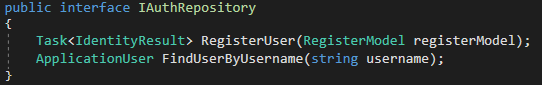 public interface IAuthRepository
{
Task<IdentityResult> RegisterUser(RegisterModel registerModel);
ApplicationUser FindUserByUsername(string username);
}